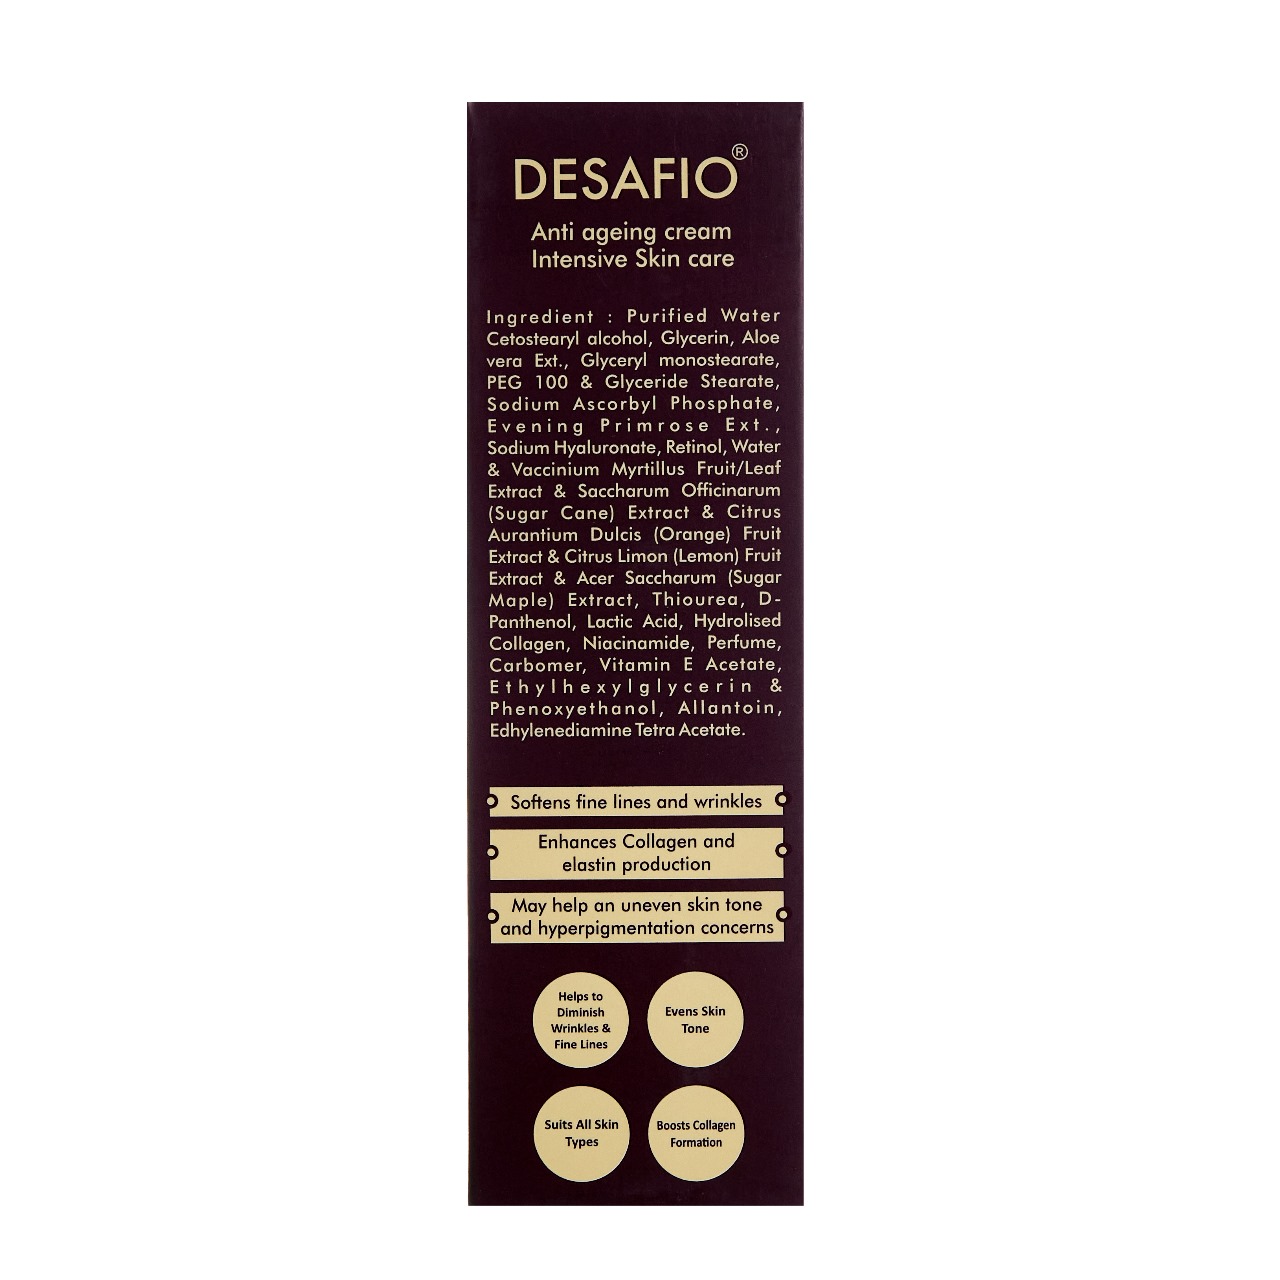 DESAFIO®
Anti ageing cream
Intensive Skin care
Ingredient : Purified Water
Cetostearyl alcohol, Glycerin, Aloe
vera Ext., Glyceryl monostearate,
PEG 100 & Glyceride Stearate,
Sodium Ascorbyl Phosphate,
Evening Primrose Ext.,
Sodium Hyaluronate, Retinol, Water
& Vaccinium Myrtillus Fruit/Leaf
Extract & Saccharum Officinarum
(Sugar Cane) Extract & Citrus
Aurantium Dulcis (Orange) Fruit
Extract & Citrus Limon (Lemon) Fruit
Extract & Acer Saccharum (Sugar
Maple) Extract, Thiourea, D-
Panthenol, Lactic Acid, Hydrolised
Collagen, Niacinamide, Perfume,
Carbomer, Vitamin E Acetate,
Ethylhexylglycerin &
Phenoxyethanol, Allantoin,
Edhylenediamine Tetra Acetate.
Softens fine lines and wrinkles
Enhances Collagen and
elastin production
May help an uneven skin tone
and hyperpigmentation concerns
Helps to
Diminish
Wrinkles &
Fine Lines
Evens Skin
Tone
Suits All Skin
Types
Boosts Collagen
Formation